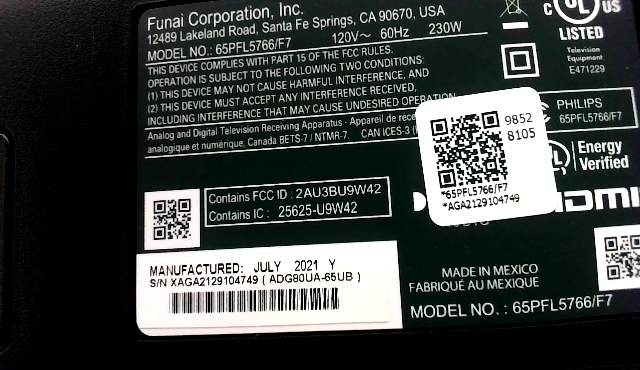 Funai Corporation, Inc.
12489 Lakeland Road, Santa Fe Springs, CA 90670, USA
MODEL NO.: 65PFL5766/F7 120V~ 60Hz 230W
THIS DEVICE COMPLIES WITH PART 15 OF THE FCC RULES.
OPERATION IS SUBJECT TO THE FOLLOWING TWO CONDITIONS:
(1) THIS DEVICE MAY NOT CAUSE HARMFUL INTERFERENCE, AND
(2) THIS DEVICE MUST ACCEPT ANY INTERFERENCE RECEIVED,
INCLUDING INTERFERENCE THAT MAY CAUSE UNDESIRED OPERATION.
Analog and Digital Television Receiving Apparatus - Appareil de
analogique et numérique, Canada BETS-7 / NTMR-7. CAN ICES-3
C UL US
LISTED
Television
Equipment
E471229
PHILIPS
65PFL5766/F7
9852
8105
*65PFL5766/F7
*AGA2129104749
UL Energy
Verified
HDMI
Contains FCC ID : 2AU3BU9W42
Contains IC : 25625-U9W42
MANUFACTURED: JULY 2021 Y
S/N XAGA2129104749 ( ADG80UA-65UB )
MADE IN MEXICO
FABRIQUÉ AU MEXIQUE
MODEL NO. : 65PFL5766/F7